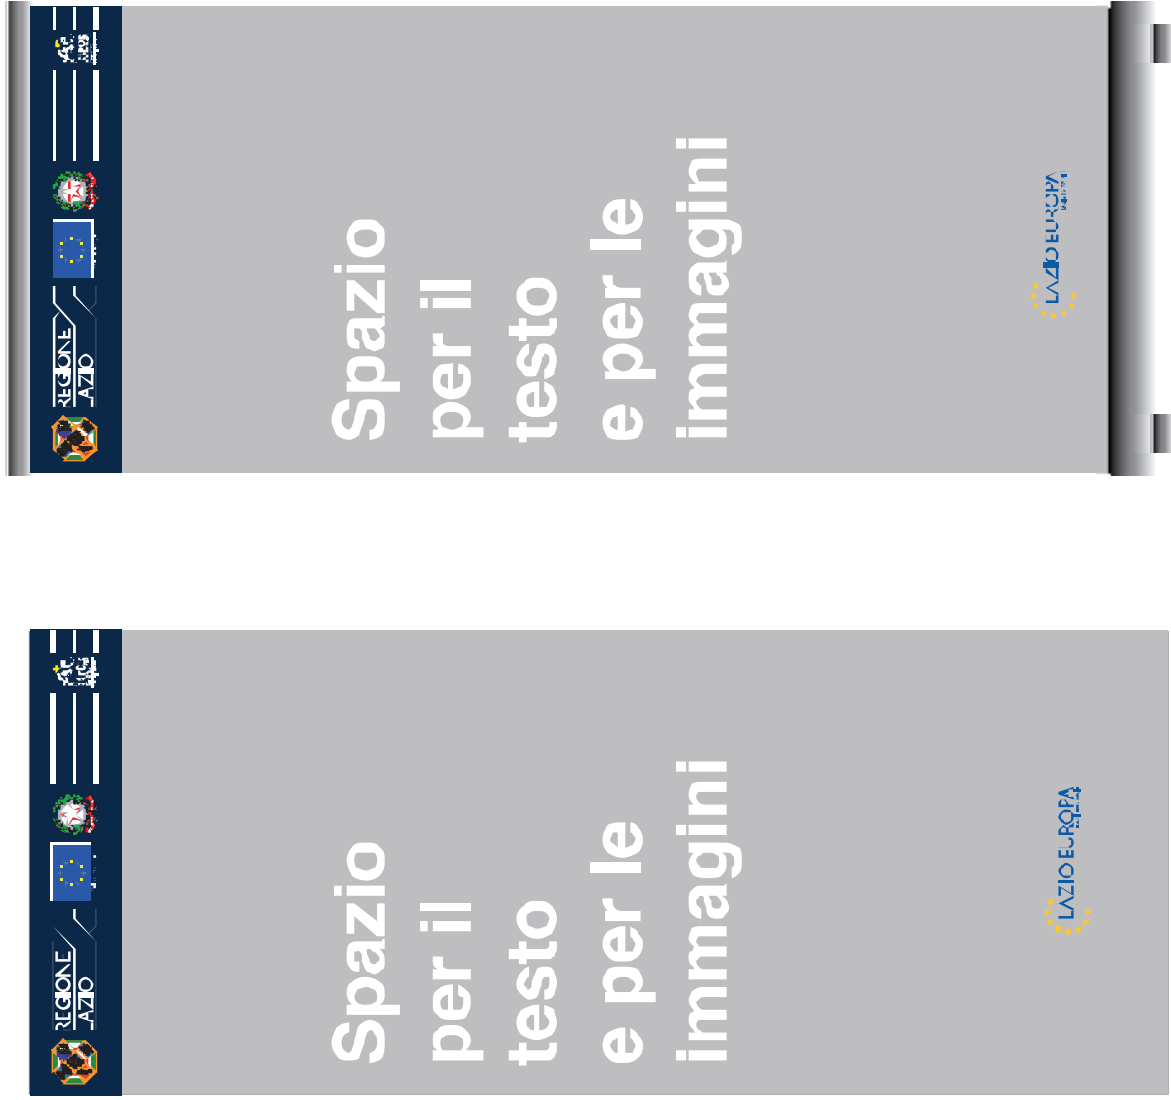 REGIONE
LAZIO
Spazio
per il
testo
e per le
immagini
LAZIO EUROPA
REGIONE
LAZIO
Spazio
per il
testo
e per le
immagini
LAZIO EUROPA